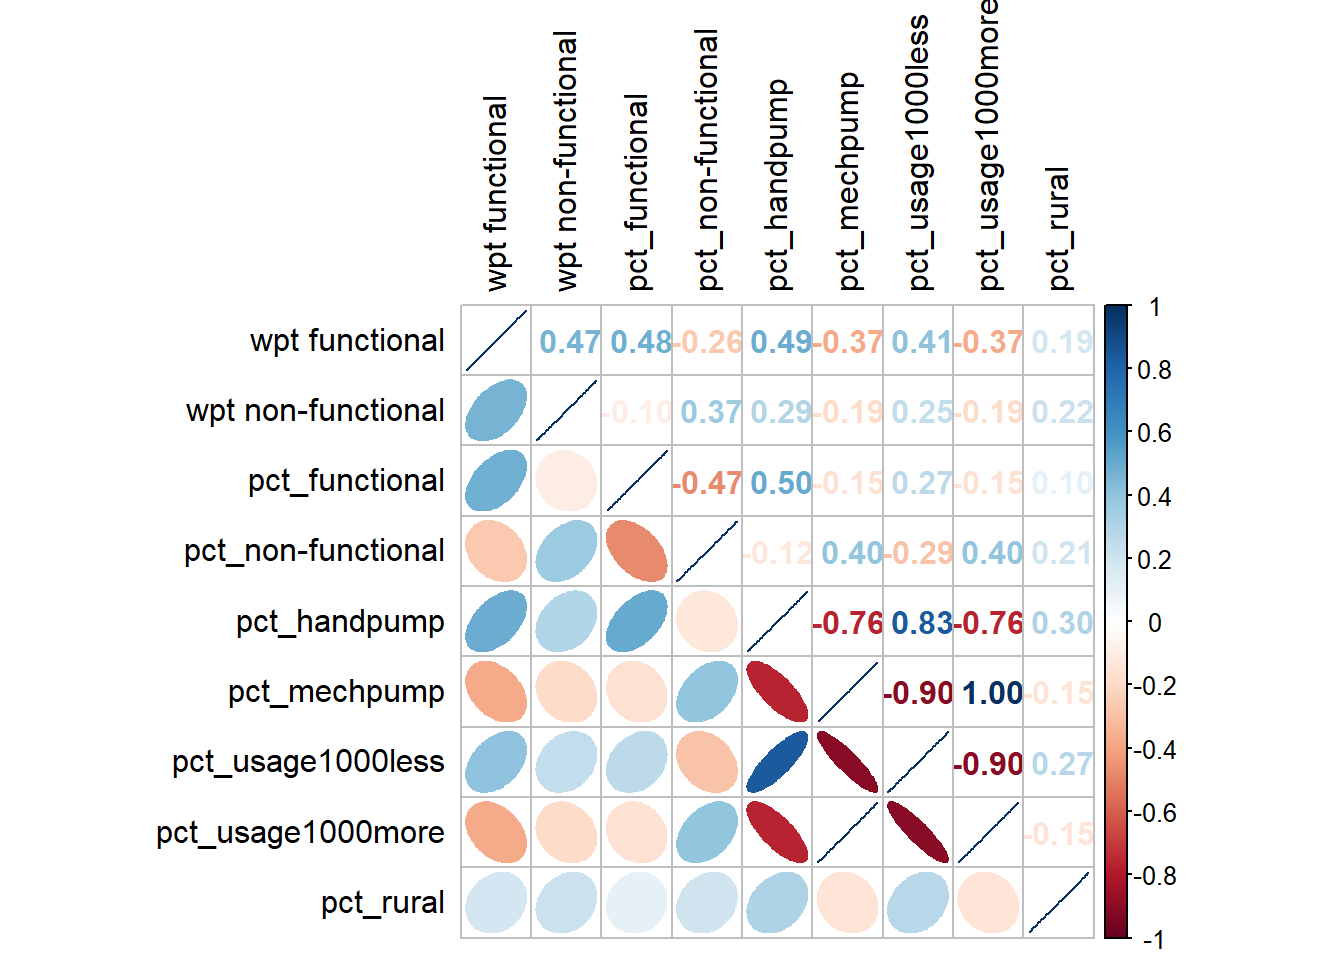 wpt functional
wpt non-functional
pct_functional
pct_non-functional
pct_handpump
pct_mechpump
pct_usage1000less
pct_usage1000more
pct_rural
wpt functional 0.47 0.48 -0.26 0.49 -0.37 0.41 -0.37 0.19
wpt non-functional -0.10 0.37 0.29 -0.19 0.25 -0.19 0.22
pct_functional -0.47 0.50 -0.15 0.27 -0.15 0.10
pct_non-functional -0.12 0.40 -0.29 0.40 0.21
pct_handpump -0.76 0.83 -0.76 0.30
pct_mechpump -0.90 1.00 -0.15
pct_usage1000less -0.90 0.27
pct_usage1000more -0.15
pct_rural
1
0.8
0.6
0.4
0.2
0
-0.2
-0.4
-0.6
-0.8
-1